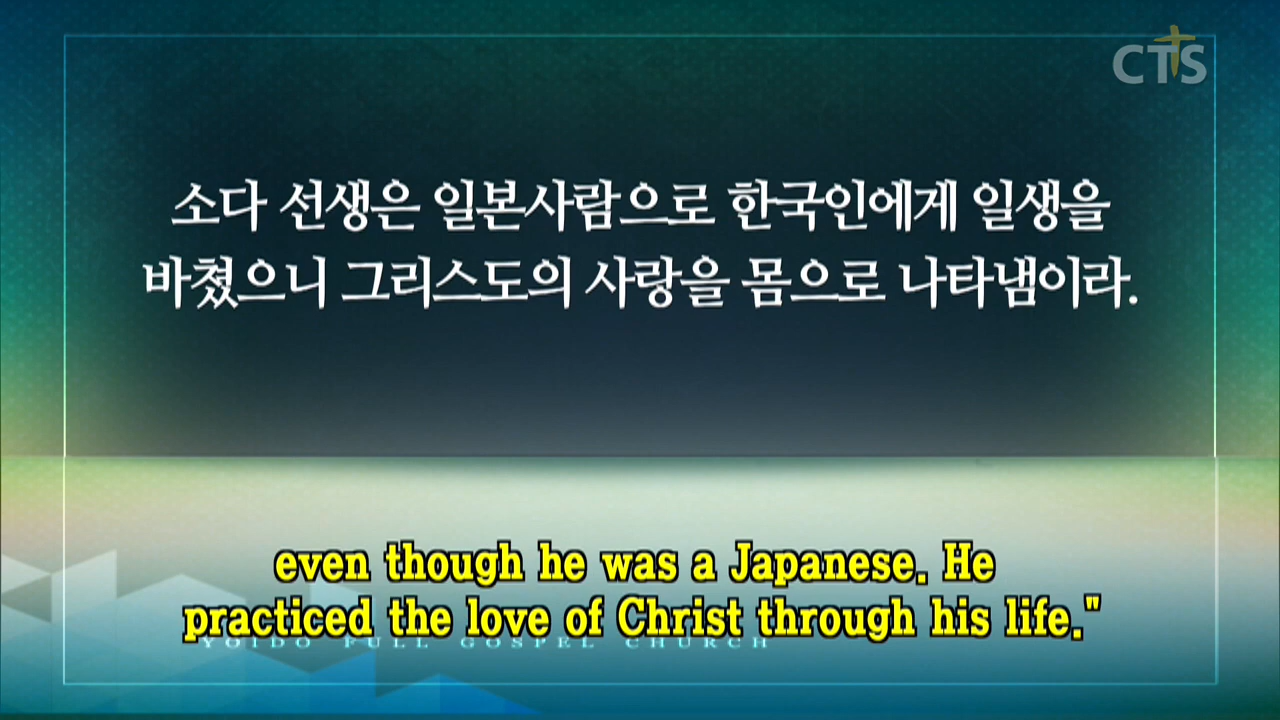 CTS
소다 선생은 일본사람으로 한국인에게 일생을
바쳤으니 그리스도의 사랑을 몸으로 나타냄이라.
even though he was a Japanese. He
practiced the love of Christ through his life."
YOIDO FULL GOSPEL CHURCH